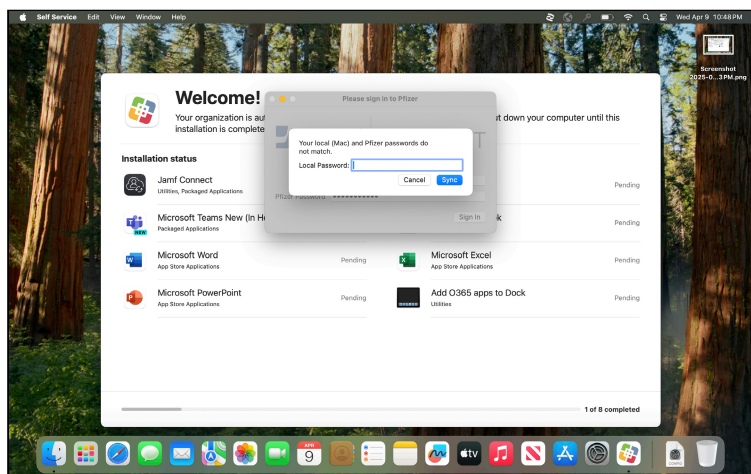 Self Service Edit View Window Help
Wed Apr 9 10:48 PM
Screenshot
2025-0...3 PM.png
Welcome!
Your organization is au
ut down your computer until this
installation is complete
Please sign in to Pfizer
Your local (Mac) and Pfizer passwords do
not match.
Local Password:
Cancel
Sync
Pfizer Password
Sign In
Installation status
Jamf Connect
Utilities, Packaged Applications
Pending
Microsoft Teams New (In H
Packaged Applications
NEW
k
Pending
Microsoft Word
App Store Applications
Pending
Microsoft Excel
App Store Applications
Pending
Microsoft PowerPoint
App Store Applications
Pending
Add O365 apps to Dock
Utilities
Pending
1 of 8 completed
APR
9
tv